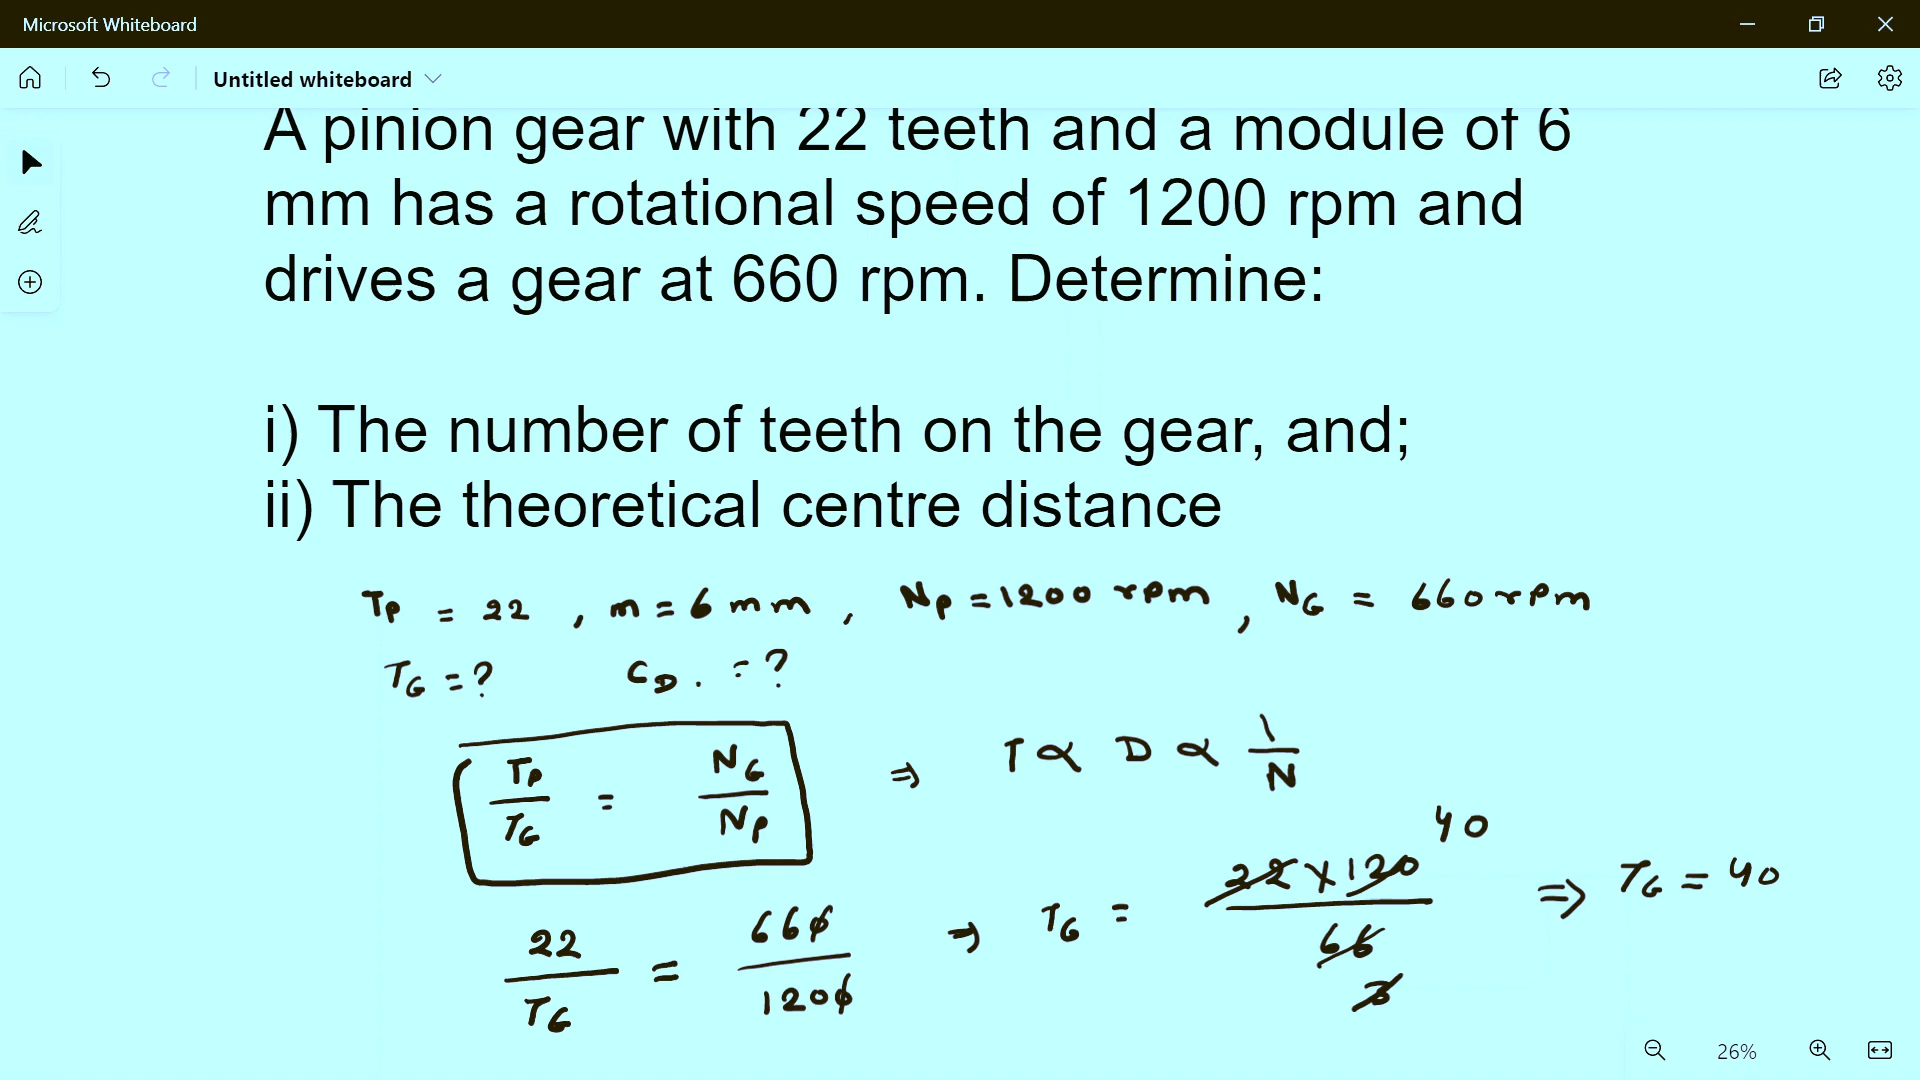 Microsoft Whiteboard
Untitled whiteboard
A pinion gear with 22 teeth and a module of 6
mm has a rotational speed of 1200 rpm and
drives a gear at 660 rpm. Determine:
i) The number of teeth on the gear, and;
ii) The theoretical centre distance
Tp = 22 , m = 6 mm , Np = 1200 rpm , NG = 660 rpm
TG = ? CD. = ?
Tp/TG = NG/Np ⇒ T ∝ D ∝ 1/N
22/TG = 660/1200 ⇒ TG = 22 x 120/66 ⇒ TG = 40
40
3
26%